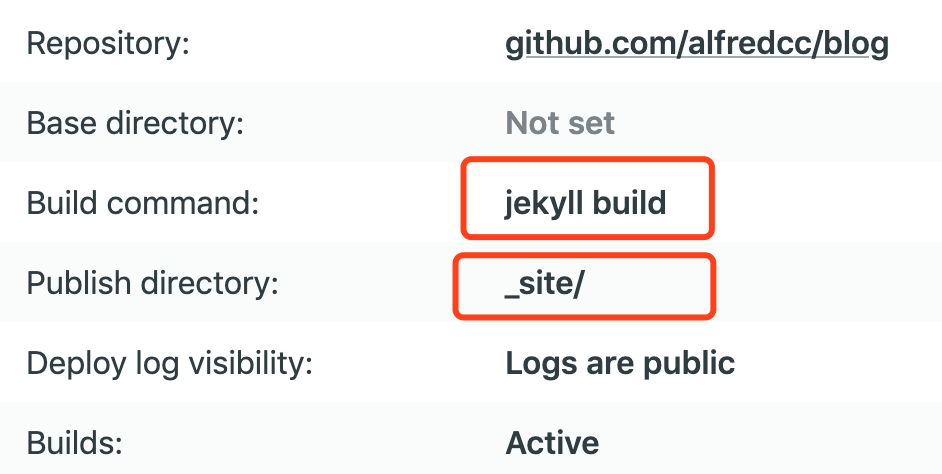 Repository: github.com/alfredcc/blog
Base directory: Not set
Build command: jekyll build
Publish directory: _site/
Deploy log visibility: Logs are public
Builds: Active